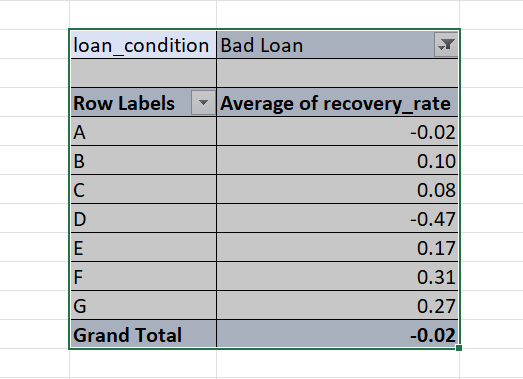 loan_condition Bad Loan
Row Labels Average of recovery_rate
A -0.02
B 0.10
C 0.08
D -0.47
E 0.17
F 0.31
G 0.27
Grand Total -0.02